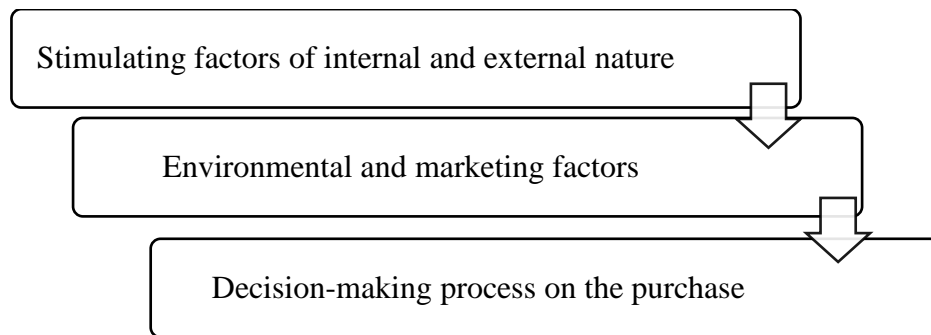 Stimulating factors of internal and external nature
Environmental and marketing factors
Decision-making process on the purchase